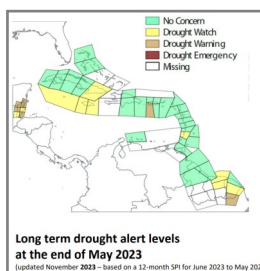 No Concern
Drought Watch
Drought Warning
Drought Emergency
Missing
Long term drought alert levels
at the end of May 2023
(updated November 2023 – based on a 12-month SPI for June 2023 to May 202